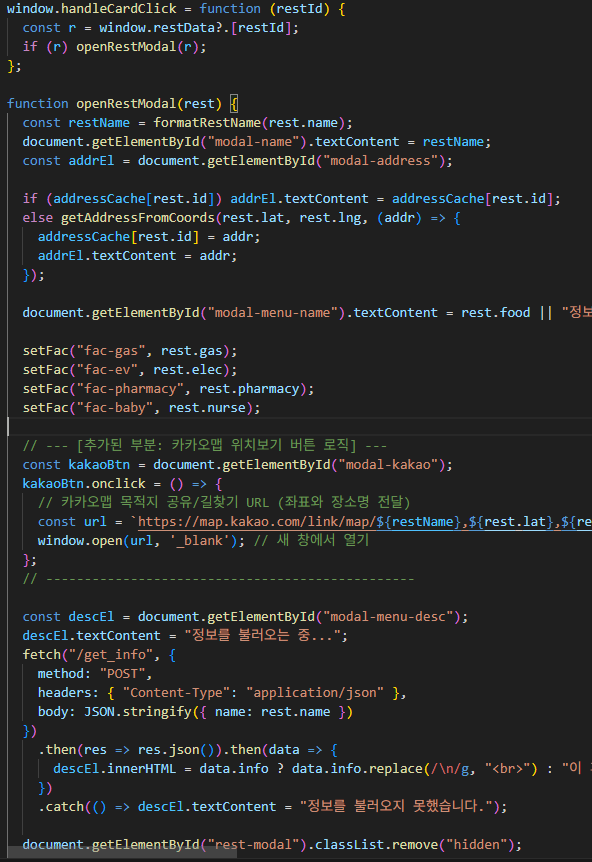 window.handleCardClick = function (restId) {
  const r = window.restData?.[restId];
  if (r) openRestModal(r);
};

function openRestModal(rest) {
  const restName = formatRestName(rest.name);
  document.getElementById("modal-name").textContent = restName;
  const addrEl = document.getElementById("modal-address");

  if (addressCache[rest.id]) addrEl.textContent = addressCache[rest.id];
  else getAddressFromCoords(rest.lat, rest.lng, (addr) => {
    addressCache[rest.id] = addr;
    addrEl.textContent = addr;
  });

  document.getElementById("modal-menu-name").textContent = rest.food || "정보

  setFac("fac-gas", rest.gas);
  setFac("fac-ev", rest.elec);
  setFac("fac-pharmacy", rest.pharmacy);
  setFac("fac-baby", rest.nurse);

  // --- [추가된 부분: 카카오맵 위치보기 버튼 로직] ---
  const kakaoBtn = document.getElementById("modal-kakao");
  kakaoBtn.onclick = () => {
    // 카카오맵 목적지 공유/길찾기 URL (좌표와 장소명 전달)
    const url = `https://map.kakao.com/link/map/${restName},${rest.lat},${re
    window.open(url, '_blank'); // 새 창에서 열기
  };
  // ------------------------------------------------

  const descEl = document.getElementById("modal-menu-desc");
  descEl.textContent = "정보를 불러오는 중...";
  fetch("/get_info", {
    method: "POST",
    headers: { "Content-Type": "application/json" },
    body: JSON.stringify({ name: rest.name })
  })
    .then(res => res.json()).then(data => {
      descEl.innerHTML = data.info ? data.info.replace(/\n/g, "<br>") : "이
    })
    .catch(() => descEl.textContent = "정보를 불러오지 못했습니다.");

  document.getElementById("rest-modal").classList.remove("hidden");